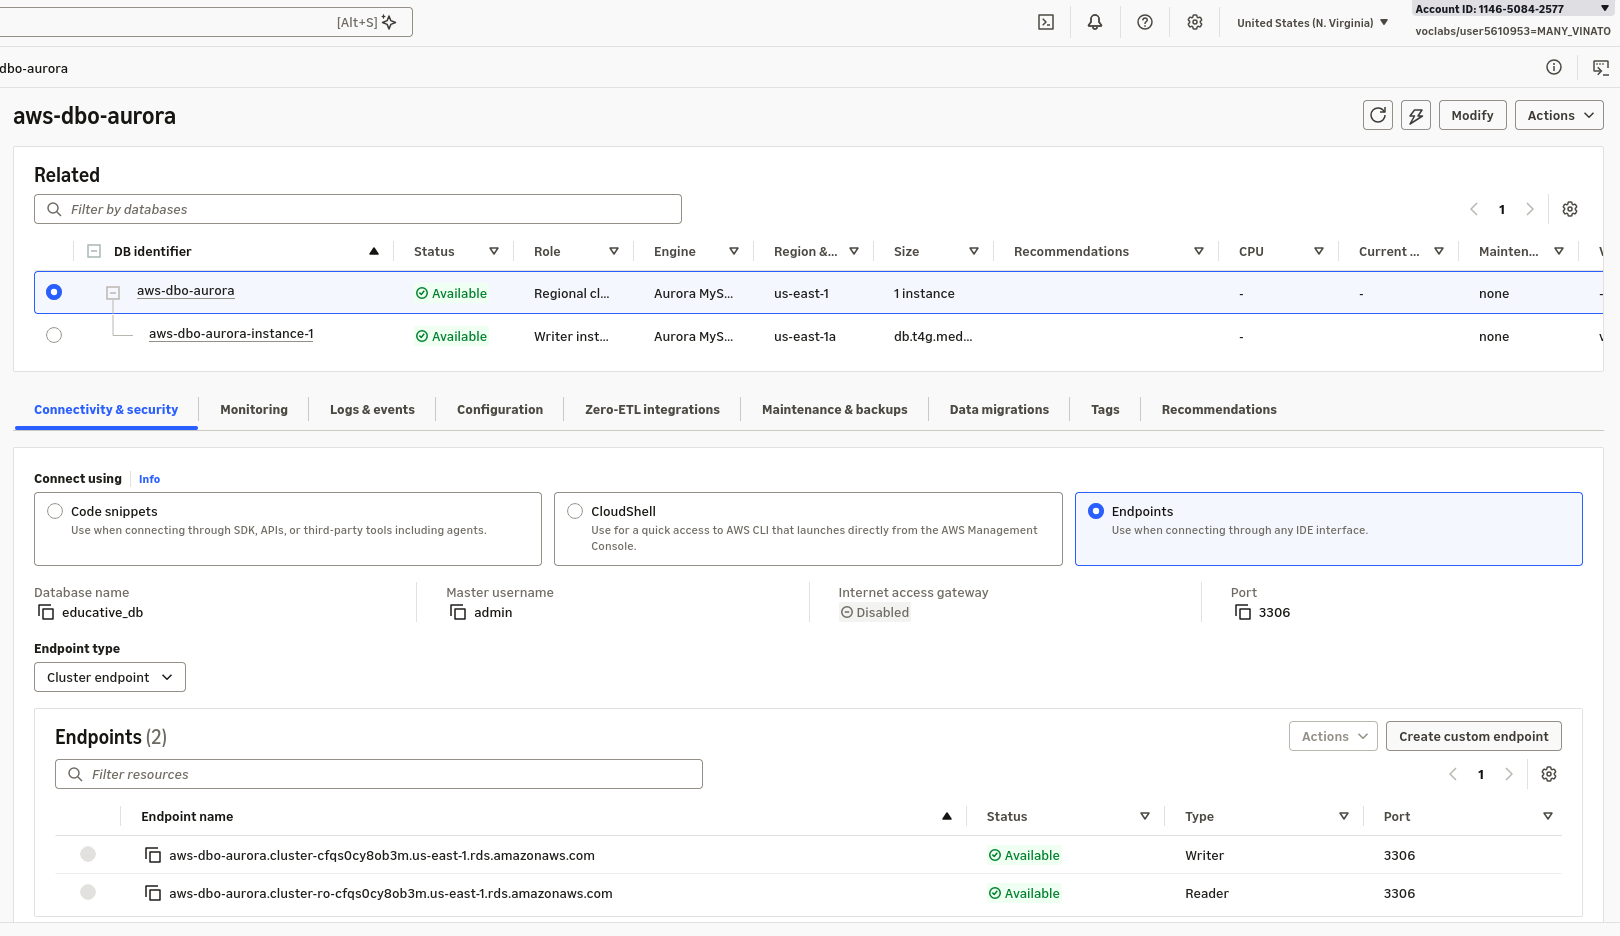 [Alt+S]
United States (N. Virginia)
Account ID: 1146-5084-2577
voclabs/user5610953=MANY_VINATO
dbo-aurora
aws-dbo-aurora
Modify
Actions
Related
Filter by databases
1
DB identifier
Status
Role
Engine
Region &...
Size
Recommendations
CPU
Current ...
Mainten...
aws-dbo-aurora
Available
Regional cl...
Aurora MyS...
us-east-1
1 instance
-
-
none
-
aws-dbo-aurora-instance-1
Available
Writer inst...
Aurora MyS...
us-east-1a
db.t4g.med...
-
none
Connectivity & security
Monitoring
Logs & events
Configuration
Zero-ETL integrations
Maintenance & backups
Data migrations
Tags
Recommendations
Connect using
Info
Code snippets
Use when connecting through SDK, APIs, or third-party tools including agents.
CloudShell
Use for a quick access to AWS CLI that launches directly from the AWS Management
Console.
Endpoints
Use when connecting through any IDE interface.
Database name
educative_db
Master username
admin
Internet access gateway
Disabled
Port
3306
Endpoint type
Cluster endpoint
Endpoints (2)
Actions
Create custom endpoint
Filter resources
1
Endpoint name
Status
Type
Port
aws-dbo-aurora.cluster-cfqs0cy8ob3m.us-east-1.rds.amazonaws.com
Available
Writer
3306
aws-dbo-aurora.cluster-ro-cfqs0cy8ob3m.us-east-1.rds.amazonaws.com
Available
Reader
3306